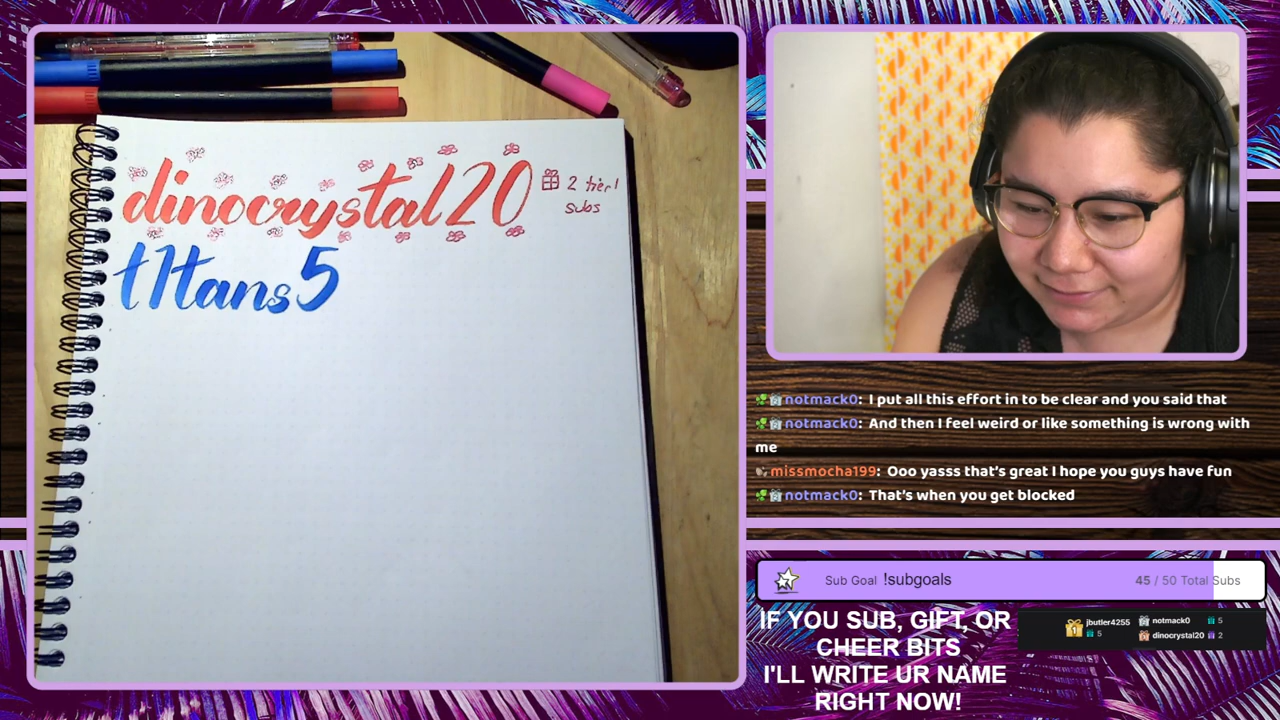 dinocrystal20
2 tier1
subs
t1tans5
notmack0: I put all this effort in to be clear and you said that
notmack0: And then I feel weird or like something is wrong with
me
missmocha199: Ooo yasss that's great I hope you guys have fun
notmack0: That's when you get blocked
Sub Goal !subgoals 45 / 50 Total Subs
IF YOU SUB, GIFT, OR
CHEER BITS
I'LL WRITE UR NAME
RIGHT NOW!
1 jbutler4255 5
notmack0 5
dinocrystal20 2